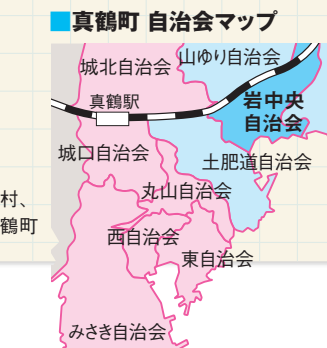 ■真鶴町 自治会マップ
城北自治会
山ゆり自治会
真鶴駅
岩中央
自治会
城口自治会
土肥道自治会
丸山自治会
村、
鶴町
西自治会
東自治会
みさき自治会